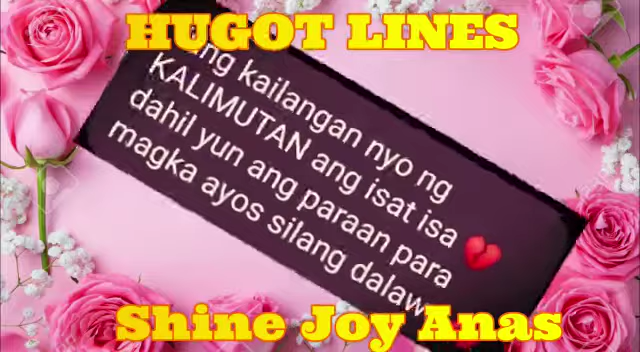 HUGOT LINES
ang kailangan nyo ng
KALIMUTAN ang isat isa 💔
dahil yun ang paraan para
magka ayos silang dalaw
Shine Joy Anas